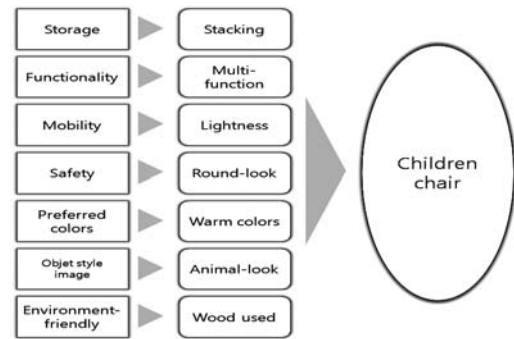 Storage
Stacking
Functionality
Multi-
function
Mobility
Lightness
Safety
Round-look
Preferred
colors
Warm colors
Objet style
image
Animal-look
Environment-
friendly
Wood used
Children
chair